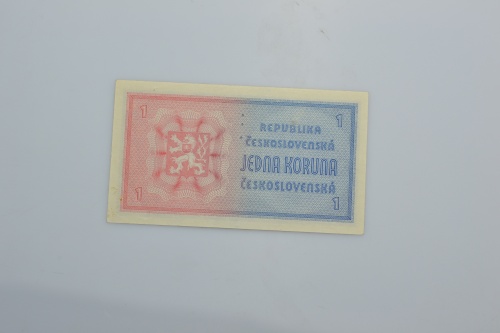 1
1
REPUBLIKA
ČESKOSLOVENSKÁ
JEDNA KORUNA
ČESKOSLOVENSKÁ
1
1